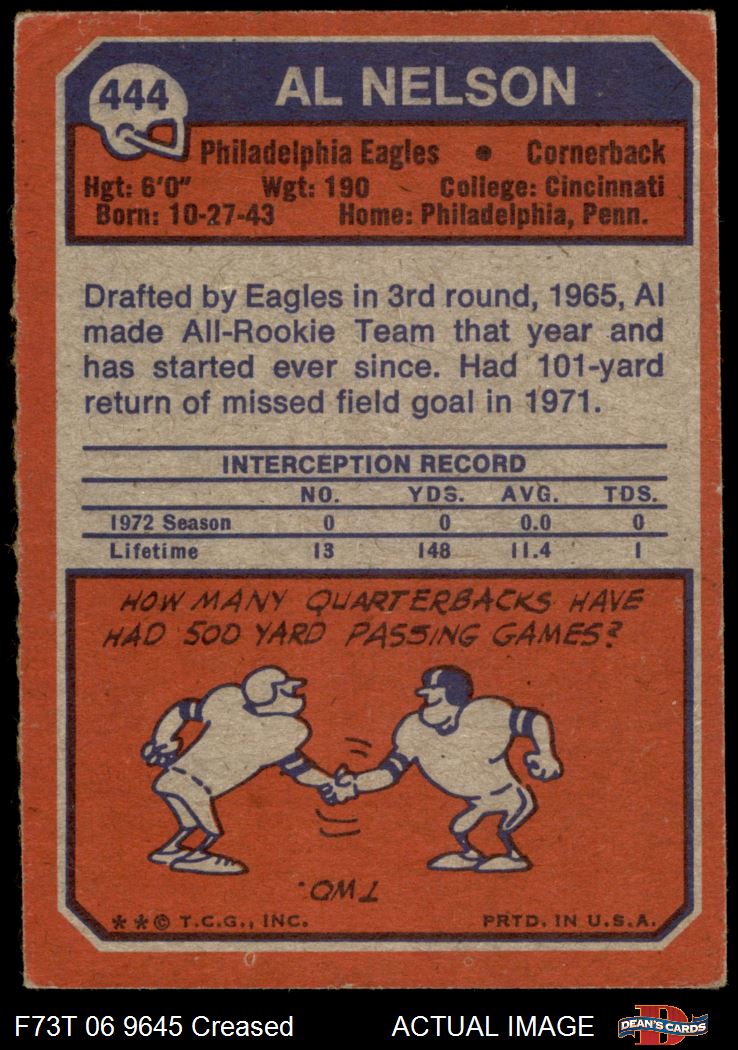 444
AL NELSON
Philadelphia Eagles • Cornerback
Hgt: 6'0" Wgt: 190 College: Cincinnati
Born: 10-27-43 Home: Philadelphia, Penn.
Drafted by Eagles in 3rd round, 1965, Al
made All-Rookie Team that year and
has started ever since. Had 101-yard
return of missed field goal in 1971.
INTERCEPTION RECORD
NO. YDS. AVG. TDS.
1972 Season 0 0 0.0 0
Lifetime 13 148 11.4 1
HOW MANY QUARTERBACKS HAVE
HAD 500 YARD PASSING GAMES?
TWO.
* * © T.C.G., INC. PRTD. IN U.S.A.
F73T 06 9645 Creased ACTUAL IMAGE
D
DEAN'S CARDS